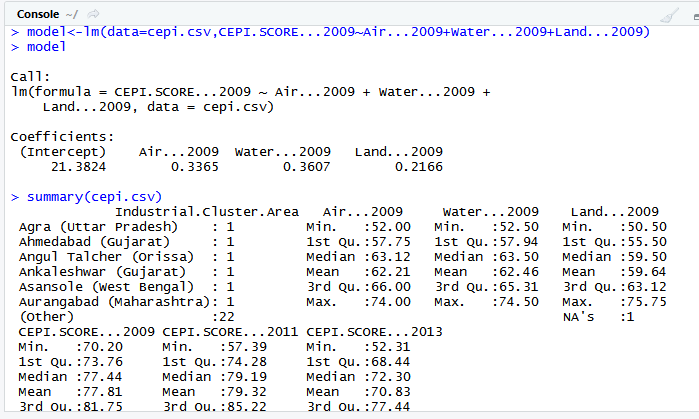 Console ~/
> model<-lm(data=cepi.csv,CEPI.SCORE...2009~Air...2009+Water...2009+Land...2009)
> model
Call:
lm(formula = CEPI.SCORE...2009 ~ Air...2009 + Water...2009 +
    Land...2009, data = cepi.csv)
Coefficients:
 (Intercept)    Air...2009  Water...2009   Land...2009
     21.3824        0.3365        0.3607        0.2166
> summary(cepi.csv)
             Industrial.Cluster.Area   Air...2009     Water...2009    Land...2009
 Agra (Uttar Pradesh)    : 1         Min.   :52.00   Min.   :52.50   Min.   :50.50
 Ahmedabad (Gujarat)     : 1         1st Qu.:57.75   1st Qu.:57.94   1st Qu.:55.50
 Angul Talcher (Orissa)  : 1         Median :63.12   Median :63.50   Median :59.50
 Ankaleshwar (Gujarat)   : 1         Mean   :62.21   Mean   :62.46   Mean   :59.64
 Asansole (West Bengal)  : 1         3rd Qu.:66.00   3rd Qu.:65.31   3rd Qu.:63.12
 Aurangabad (Maharashtra): 1         Max.   :74.00   Max.   :74.50   Max.   :75.75
 (Other)                 :22                                         NA's   :1
 CEPI.SCORE...2009 CEPI.SCORE...2011 CEPI.SCORE...2013
 Min.   :70.20     Min.   :57.39     Min.   :52.31
 1st Qu.:73.76     1st Qu.:74.28     1st Qu.:68.44
 Median :77.44     Median :79.19     Median :72.30
 Mean   :77.81     Mean   :79.32     Mean   :70.83
 3rd Qu.:81.75     3rd Qu.:85.22     3rd Qu.:77.44